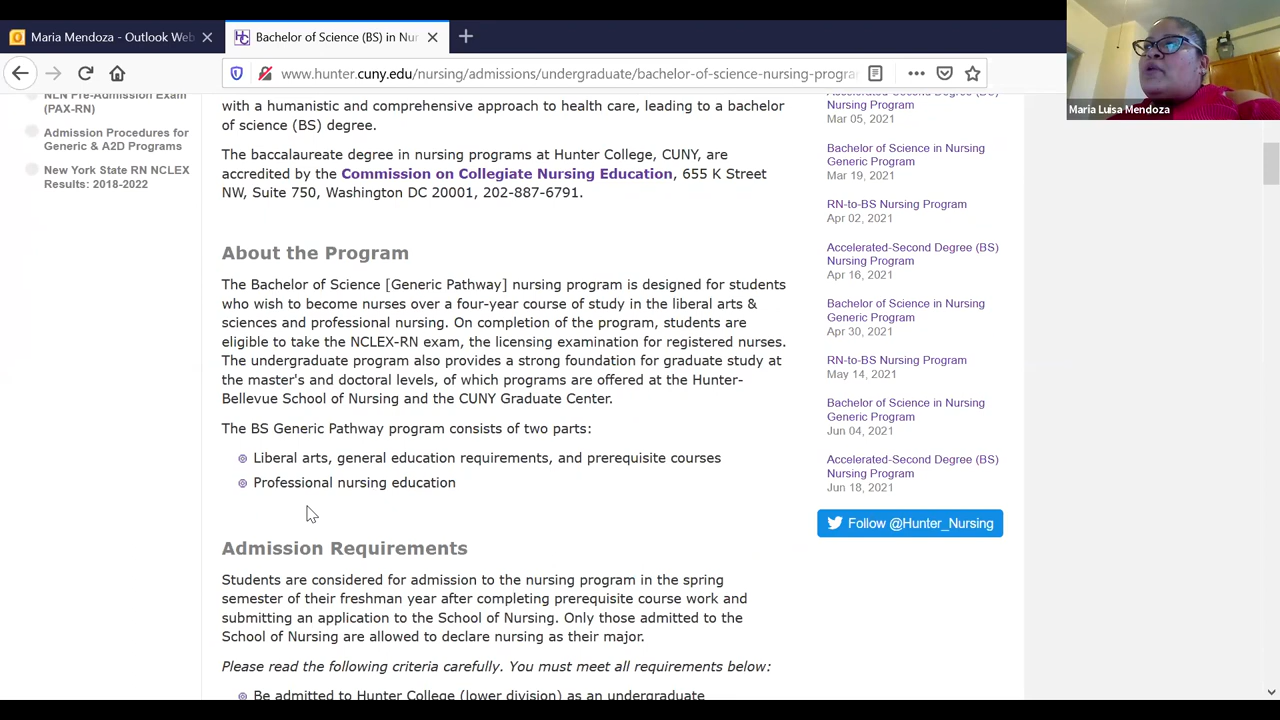 Maria Mendoza - Outlook Web
Bachelor of Science (BS) in Nur
www.hunter.cuny.edu/nursing/admissions/undergraduate/bachelor-of-science-nursing-progra
Maria Luisa Mendoza
NLN Pre-Admission Exam
(PAX-RN)
Admission Procedures for
Generic & A2D Programs
New York State RN NCLEX
Results: 2018-2022
with a humanistic and comprehensive approach to health care, leading to a bachelor
of science (BS) degree.
The baccalaureate degree in nursing programs at Hunter College, CUNY, are
accredited by the Commission on Collegiate Nursing Education, 655 K Street
NW, Suite 750, Washington DC 20001, 202-887-6791.
About the Program
The Bachelor of Science [Generic Pathway] nursing program is designed for students
who wish to become nurses over a four-year course of study in the liberal arts &
sciences and professional nursing. On completion of the program, students are
eligible to take the NCLEX-RN exam, the licensing examination for registered nurses.
The undergraduate program also provides a strong foundation for graduate study at
the master's and doctoral levels, of which programs are offered at the Hunter-
Bellevue School of Nursing and the CUNY Graduate Center.
The BS Generic Pathway program consists of two parts:
Liberal arts, general education requirements, and prerequisite courses
Professional nursing education
Admission Requirements
Students are considered for admission to the nursing program in the spring
semester of their freshman year after completing prerequisite course work and
submitting an application to the School of Nursing. Only those admitted to the
School of Nursing are allowed to declare nursing as their major.
Please read the following criteria carefully. You must meet all requirements below:
Be admitted to Hunter College (lower division) as an undergraduate
Accelerated-Second Degree (BS)
Nursing Program
Mar 05, 2021
Bachelor of Science in Nursing
Generic Program
Mar 19, 2021
RN-to-BS Nursing Program
Apr 02, 2021
Accelerated-Second Degree (BS)
Nursing Program
Apr 16, 2021
Bachelor of Science in Nursing
Generic Program
Apr 30, 2021
RN-to-BS Nursing Program
May 14, 2021
Bachelor of Science in Nursing
Generic Program
Jun 04, 2021
Accelerated-Second Degree (BS)
Nursing Program
Jun 18, 2021
Follow @Hunter_Nursing